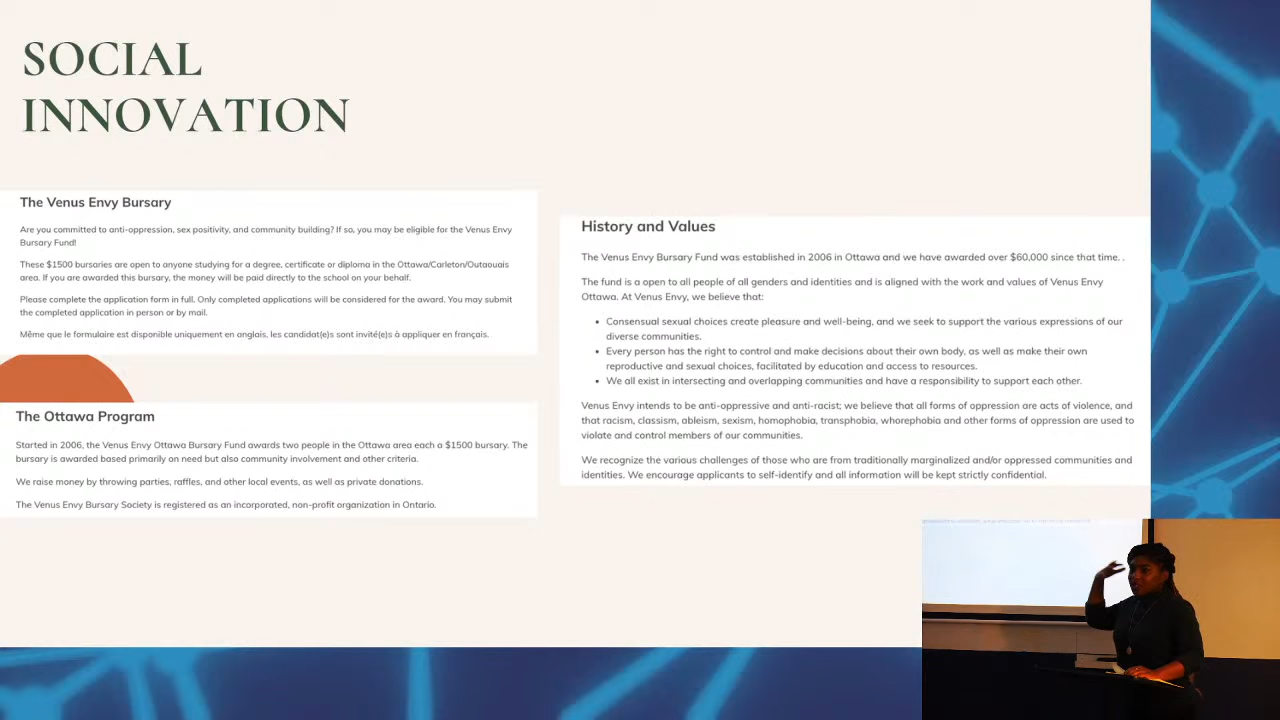 SOCIAL
INNOVATION
The Venus Envy Bursary
Are you committed to anti-oppression, sex positivity, and community building? If so, you may be eligible for the Venus Envy
Bursary Fund!
These $1500 bursaries are open to anyone studying for a degree, certificate or diploma in the Ottawa/Carleton/Outaouais
area. If you are awarded this bursary, the money will be paid directly to the school on your behalf.
Please complete the application form in full. Only completed applications will be considered for the award. You may submit
the completed application in person or by mail.
Même que le formulaire est disponible uniquement en anglais, les candidat(e)s sont invité(e)s à appliquer en français.
The Ottawa Program
Started in 2006, the Venus Envy Ottawa Bursary Fund awards two people in the Ottawa area each a $1500 bursary. The
bursary is awarded based primarily on need but also community involvement and other criteria.
We raise money by throwing parties, raffles, and other local events, as well as private donations.
The Venus Envy Bursary Society is registered as an incorporated, non-profit organization in Ontario.
History and Values
The Venus Envy Bursary Fund was established in 2006 in Ottawa and we have awarded over $60,000 since that time. .
The fund is a open to all people of all genders and identities and is aligned with the work and values of Venus Envy
Ottawa. At Venus Envy, we believe that:
• Consensual sexual choices create pleasure and well-being, and we seek to support the various expressions of our
diverse communities.
• Every person has the right to control and make decisions about their own body, as well as make their own
reproductive and sexual choices, facilitated by education and access to resources.
• We all exist in intersecting and overlapping communities and have a responsibility to support each other.
Venus Envy intends to be anti-oppressive and anti-racist; we believe that all forms of oppression are acts of violence, and
that racism, classism, ableism, sexism, homophobia, transphobia, whorephobia and other forms of oppression are used to
violate and control members of our communities.
We recognize the various challenges of those who are from traditionally marginalized and/or oppressed communities and
identities. We encourage applicants to self-identify and all information will be kept strictly confidential.